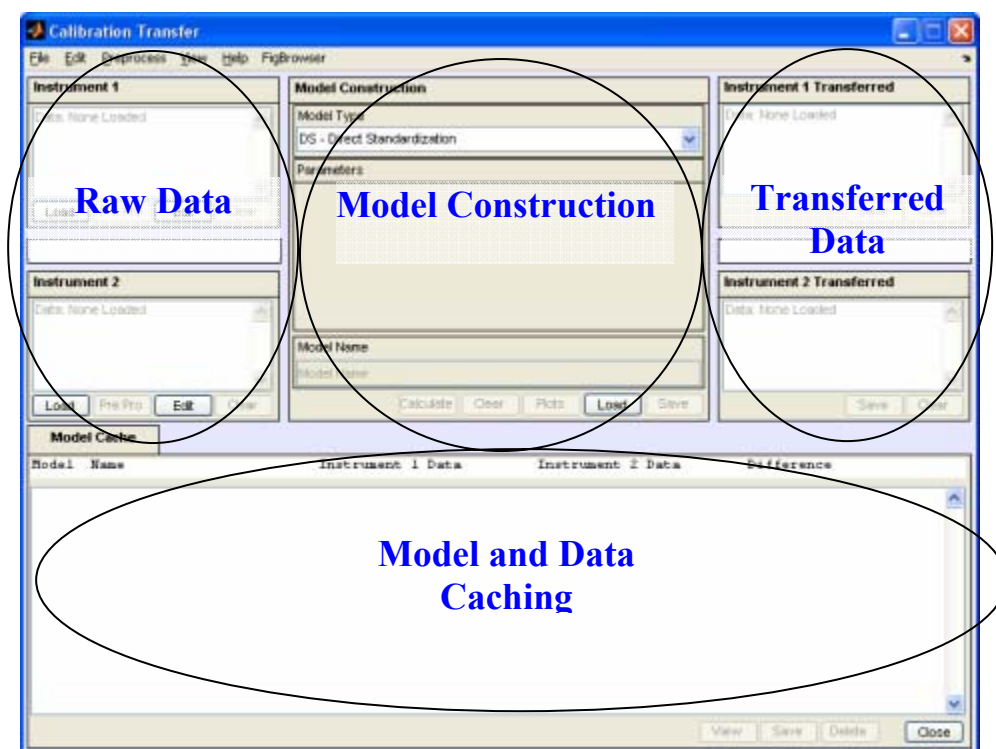 Calibration Transfer
File Edit Preprocess View Help FigBrowser
Instrument 1
Data: None Loaded
Load Edit Clear
Raw Data
Instrument 2
Data: None Loaded
Load Pre Pro Edit Clear
Model Construction
Model Type
DS - Direct Standardization
Parameters
Model Construction
Model Name
Model Name
Calculate Clear Plots Load Save
Instrument 1 Transferred
Data: None Loaded
Save Clear
Transferred
Data
Instrument 2 Transferred
Data: None Loaded
Save Clear
Model Cache
Model Name Instrument 1 Data Instrument 2 Data Difference
Model and Data
Caching
View Save Delete Close